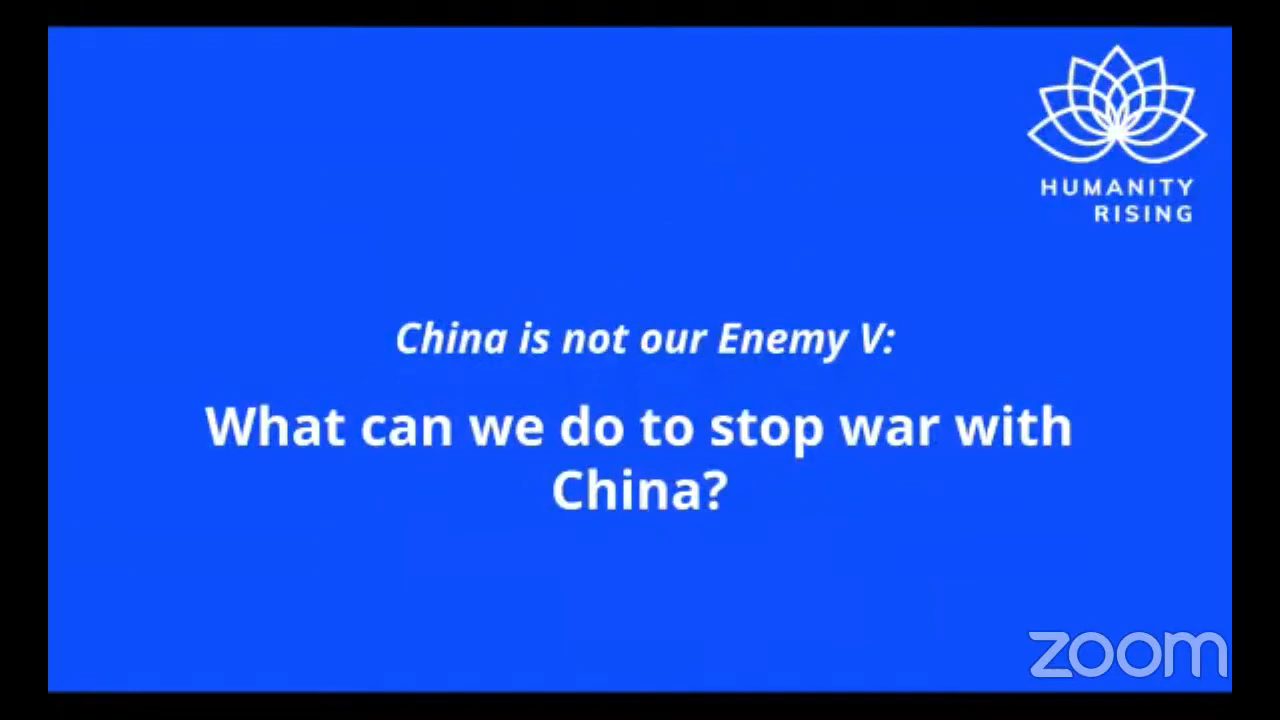 HUMANITY
RISING
China is not our Enemy V:
What can we do to stop war with
China?
zoom